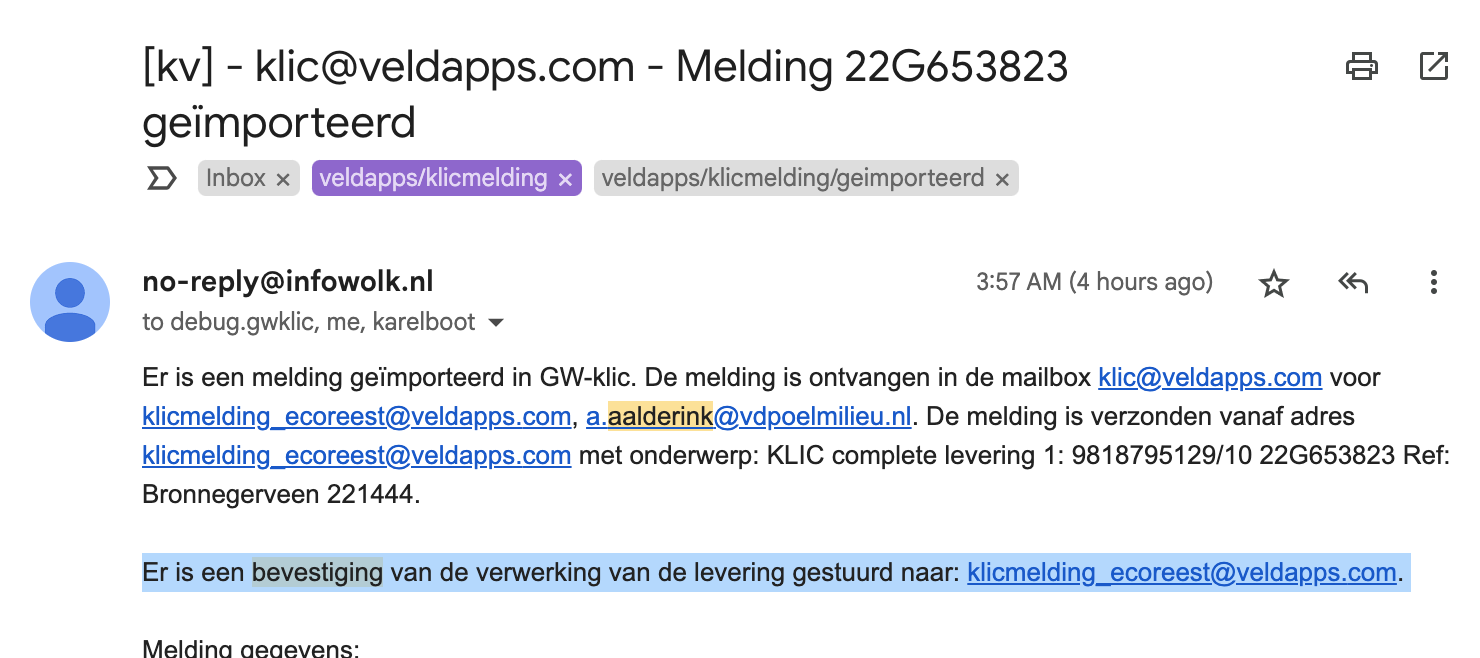 [kv] - klic@veldapps.com - Melding 22G653823
geïmporteerd
Inbox × veldapps/klicmelding × veldapps/klicmelding/geimporteerd ×
no-reply@infowolk.nl 3:57 AM (4 hours ago)
to debug.gwklic, me, karelboot
Er is een melding geïmporteerd in GW-klic. De melding is ontvangen in de mailbox klic@veldapps.com voor
klicmelding_ecoreest@veldapps.com, a.aalderink@vdpoelmilieu.nl. De melding is verzonden vanaf adres
klicmelding_ecoreest@veldapps.com met onderwerp: KLIC complete levering 1: 9818795129/10 22G653823 Ref:
Bronnegerveen 221444.
Er is een bevestiging van de verwerking van de levering gestuurd naar: klicmelding_ecoreest@veldapps.com.
Melding gegevens: